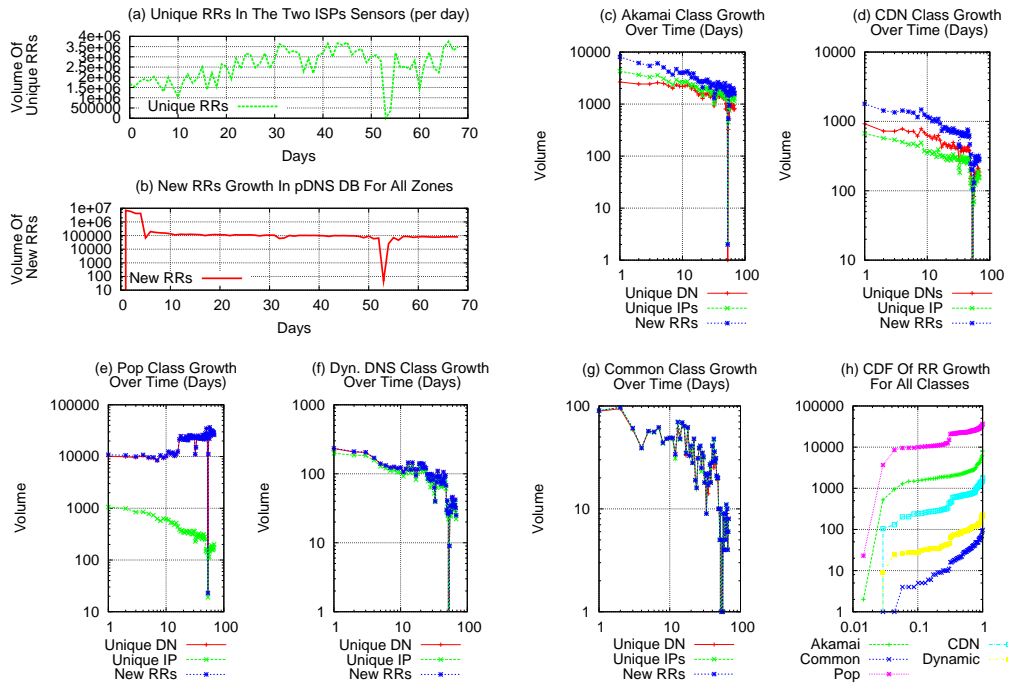 (a) Unique RRs In The Two ISPs Sensors (per day)
4e+06
3.5e+06
3e+06
2.5e+06
2e+06
1.5e+06
1e+06
500000
0
Volume Of
Unique RRs
Unique RRs
0 10 20 30 40 50 60 70
Days
(b) New RRs Growth In pDNS DB For All Zones
1e+07
1e+06
100000
10000
1000
100
10
Volume Of
New RRs
New RRs
0 10 20 30 40 50 60 70
Days
(c) Akamai Class Growth
Over Time (Days)
10000
1000
100
10
1
Volume
1 10 100
Unique DN
Unique IPs
New RRs
(d) CDN Class Growth
Over Time (Days)
10000
1000
100
10
Volume
1 10 100
Unique DNs
Unique IP
New RRs
(e) Pop Class Growth
Over Time (Days)
100000
10000
1000
100
10
Volume
1 10 100
Unique DN
Unique IP
New RRs
(f) Dyn. DNS Class Growth
Over Time (Days)
1000
100
10
1
Volume
1 10 100
Unique DN
Unique IP
New RRs
(g) Common Class Growth
Over Time (Days)
100
10
1
Volume
1 10 100
Unique DN
Unique IPs
New RRs
(h) CDF Of RR Growth
For All Classes
100000
10000
1000
100
10
1
Volume
0.01 0.1 1
Akamai
Common
Pop
CDN
Dynamic